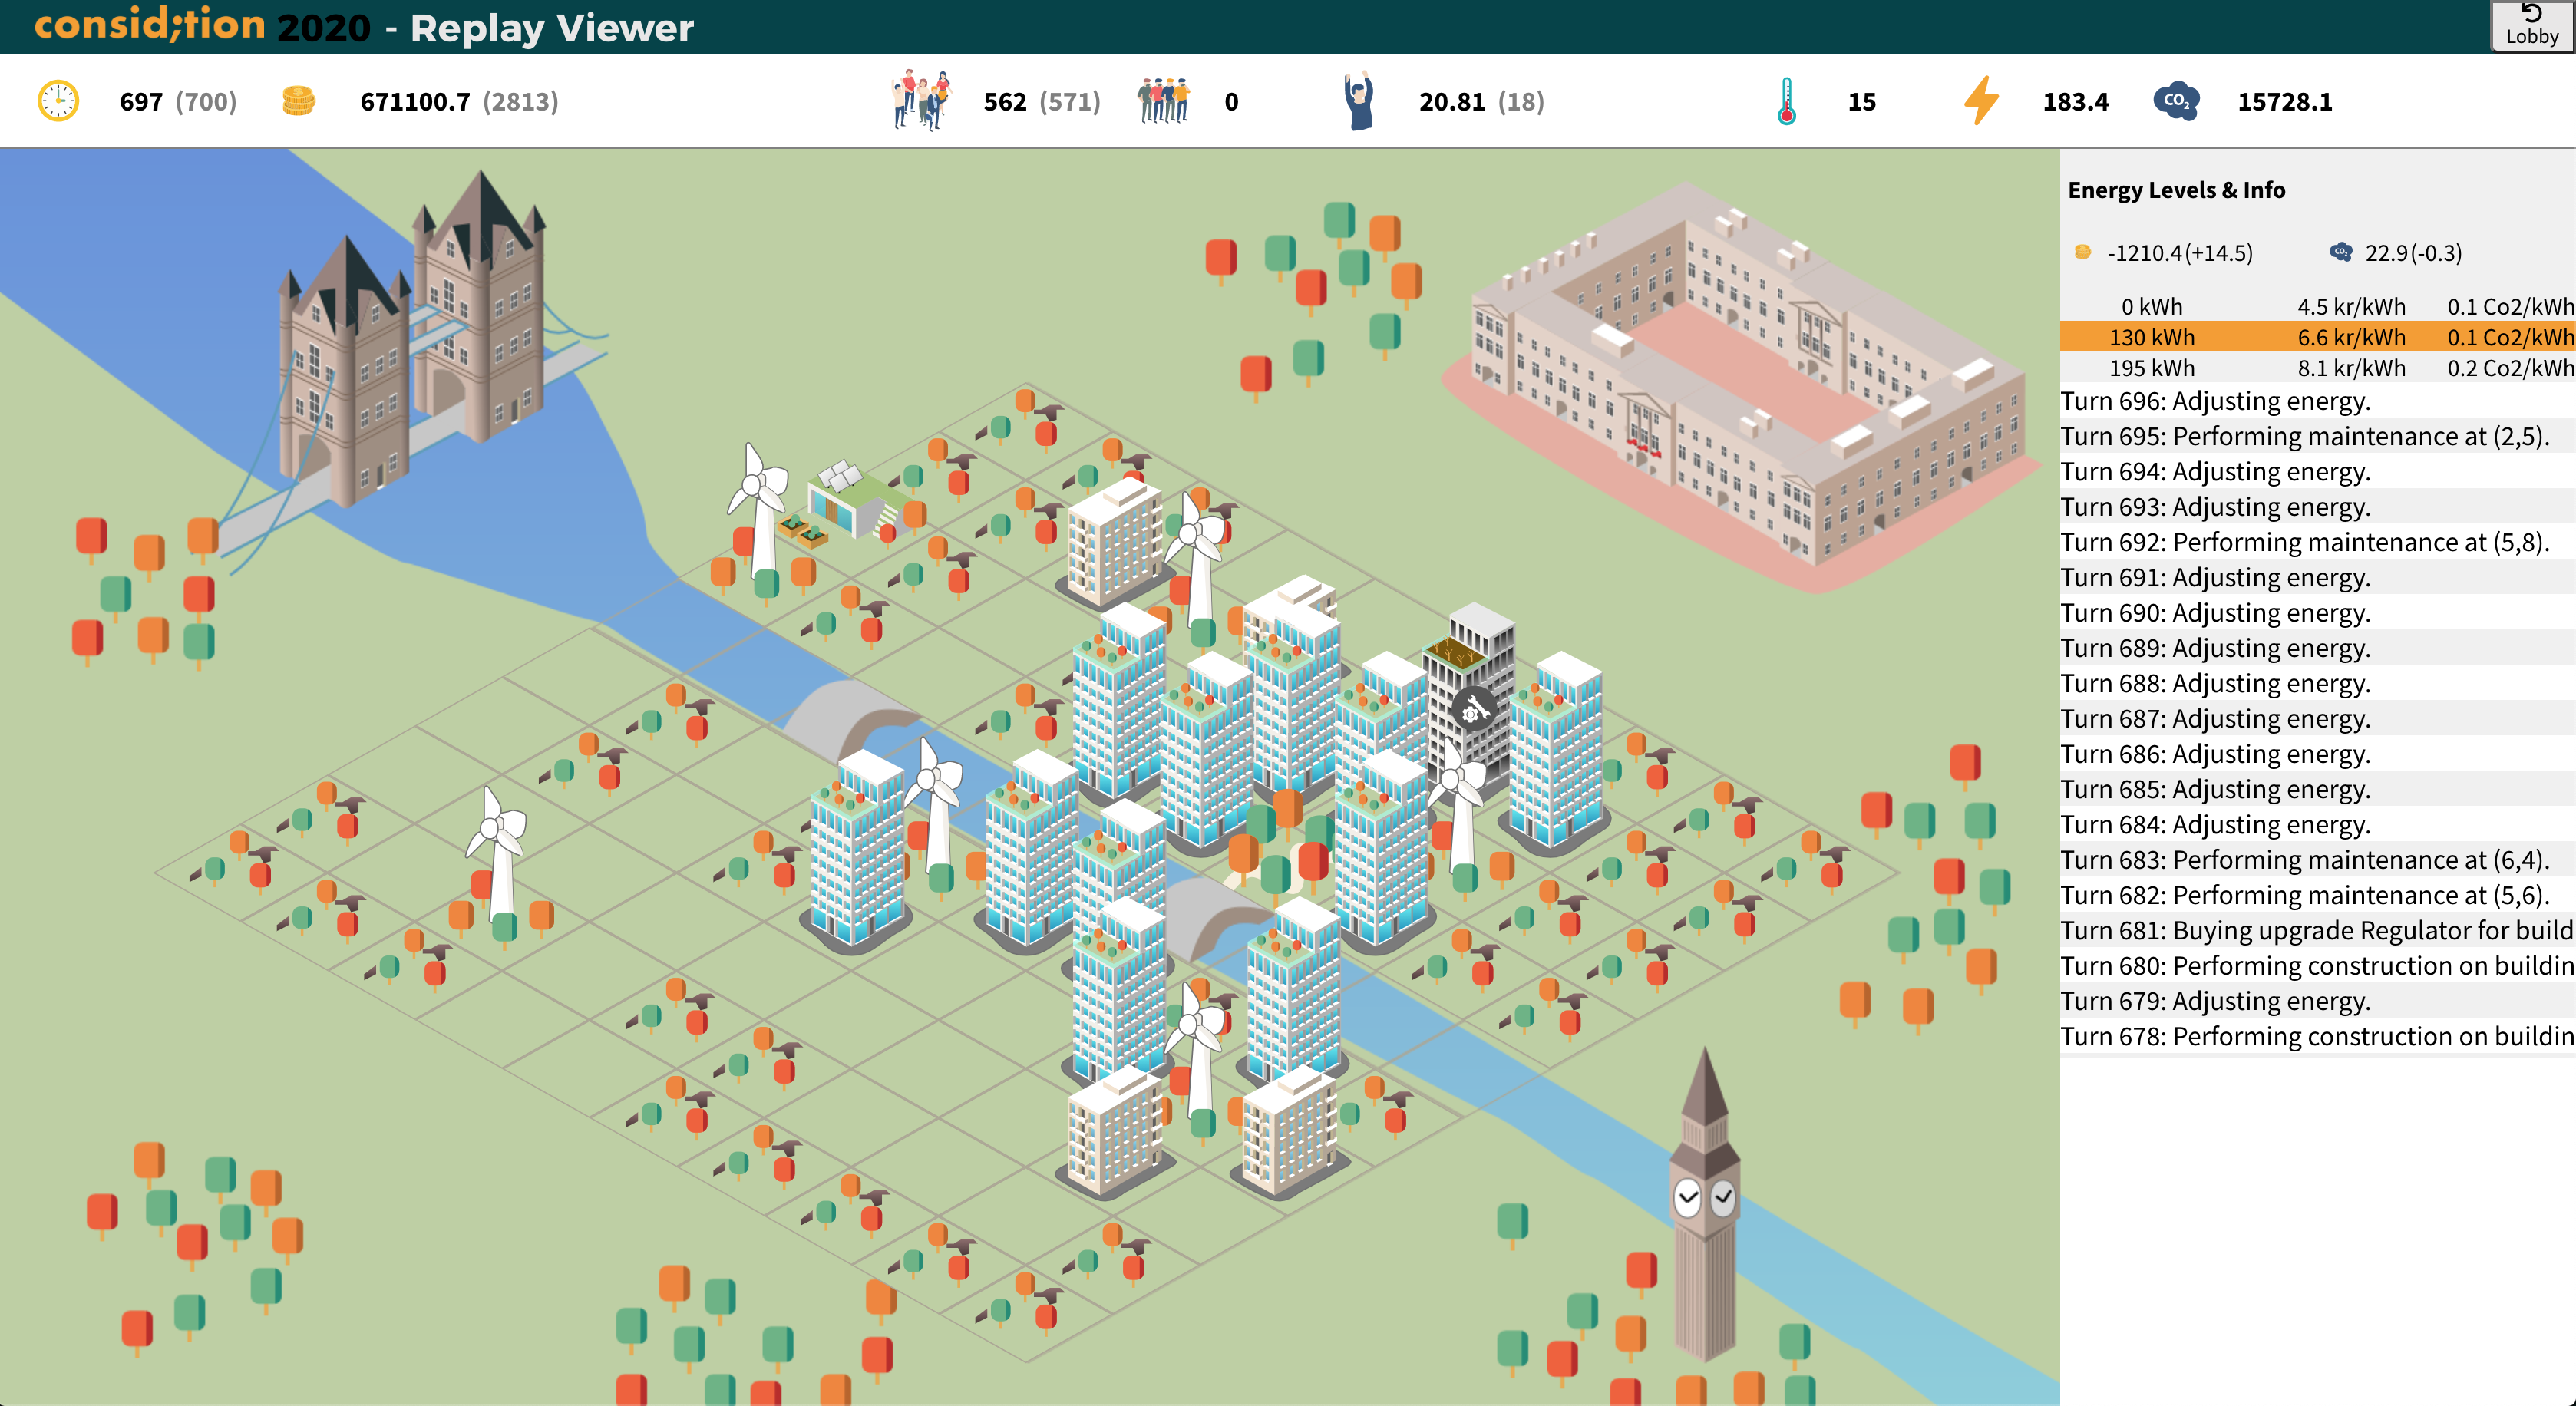 consid;tion 2020 - Replay Viewer
Lobby
697 (700) 671100.7 (2813) 562 (571) 0 20.81 (18) 15 183.4 CO2 15728.1
Energy Levels & Info
-1210.4(+14.5) CO2 22.9(-0.3)
0 kWh 4.5 kr/kWh 0.1 Co2/kWh
130 kWh 6.6 kr/kWh 0.1 Co2/kWh
195 kWh 8.1 kr/kWh 0.2 Co2/kWh
Turn 696: Adjusting energy.
Turn 695: Performing maintenance at (2,5).
Turn 694: Adjusting energy.
Turn 693: Adjusting energy.
Turn 692: Performing maintenance at (5,8).
Turn 691: Adjusting energy.
Turn 690: Adjusting energy.
Turn 689: Adjusting energy.
Turn 688: Adjusting energy.
Turn 687: Adjusting energy.
Turn 686: Adjusting energy.
Turn 685: Adjusting energy.
Turn 684: Adjusting energy.
Turn 683: Performing maintenance at (6,4).
Turn 682: Performing maintenance at (5,6).
Turn 681: Buying upgrade Regulator for build
Turn 680: Performing construction on buildin
Turn 679: Adjusting energy.
Turn 678: Performing construction on buildin